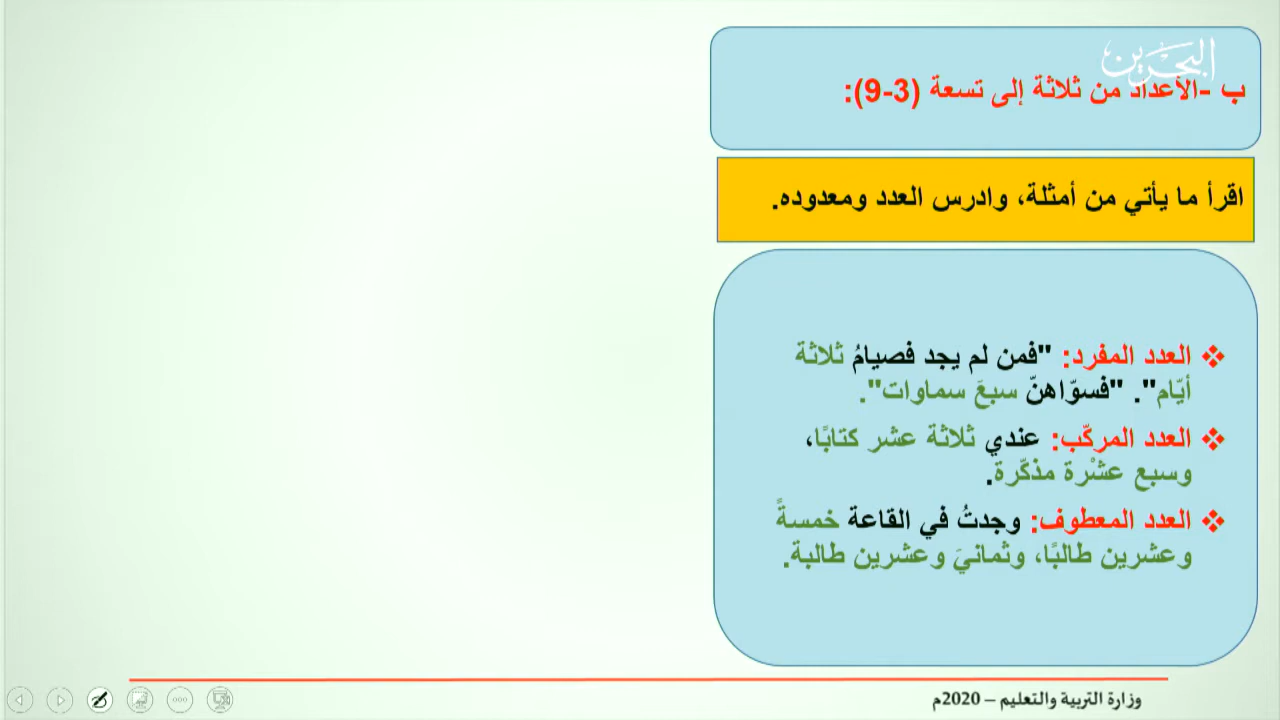 البحرين
ب -الأعداد من ثلاثة إلى تسعة (3-9):
اقرأ ما يأتي من أمثلة، وادرس العدد ومعدوده.
❖ العدد المفرد: "فمن لم يجد فصيامُ ثلاثة
أيّام". "فسوّاهنّ سبعَ سماوات".
❖ العدد المركّب: عندي ثلاثة عشر كتابًا،
وسبع عشْرة مذكّرة.
❖ العدد المعطوف: وجدتُ في القاعة خمسةً
وعشرين طالبًا، وثمانيَ وعشرين طالبة.
وزارة التربية والتعليم – 2020م